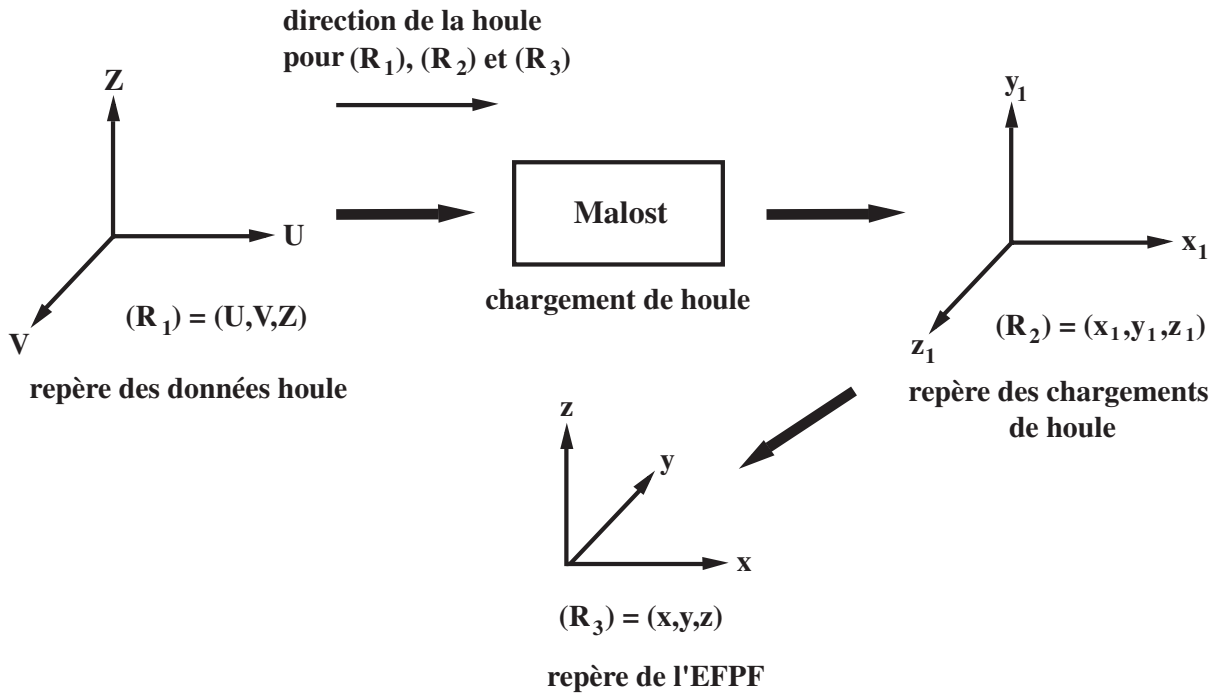 direction de la houle
pour (R1), (R2) et (R3)
Z
U
V
(R1) = (U,V,Z)
repère des données houle
Malost
chargement de houle
y1
x1
z1
(R2) = (x1,y1,z1)
repère des chargements
de houle
z
y
x
(R3) = (x,y,z)
repère de l'EFPF